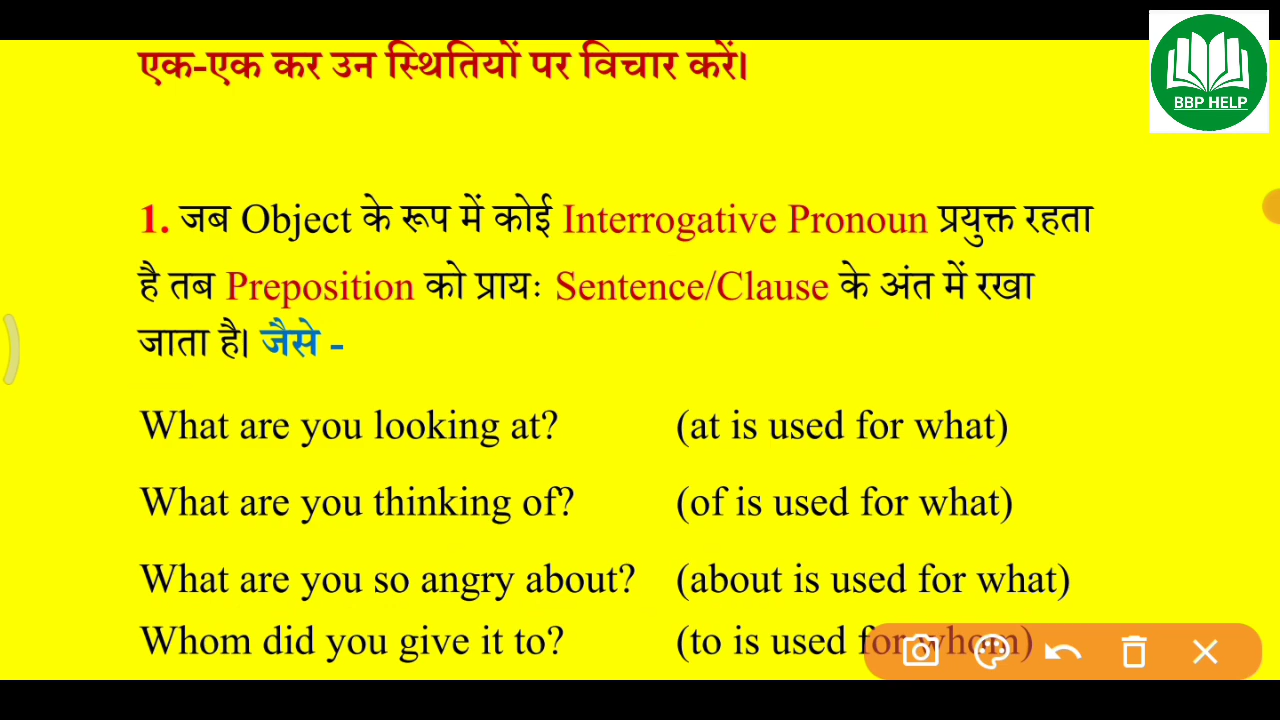 एक-एक कर उन स्थितियों पर विचार करें।
BBP HELP
1. जब Object के रूप में कोई Interrogative Pronoun प्रयुक्त रहता
है तब Preposition को प्रायः Sentence/Clause के अंत में रखा
जाता है। जैसे -
What are you looking at? (at is used for what)
What are you thinking of? (of is used for what)
What are you so angry about? (about is used for what)
Whom did you give it to? (to is used for whom)